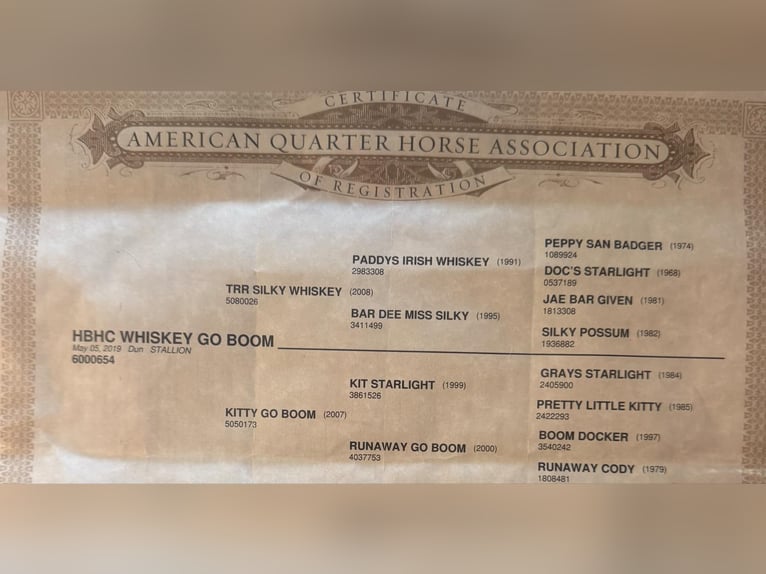 CERTIFICATE
AMERICAN QUARTER HORSE ASSOCIATION
OF REGISTRATION
PEPPY SAN BADGER (1974)
1089924
PADDYS IRISH WHISKEY (1991)
2983308
DOC'S STARLIGHT (1968)
0537189
TRR SILKY WHISKEY (2008)
5080026
JAE BAR GIVEN (1981)
1813308
BAR DEE MISS SILKY (1995)
3411499
SILKY POSSUM (1982)
1936882
HBHC WHISKEY GO BOOM
May 05, 2019 Dun STALLION
6000654
GRAYS STARLIGHT (1984)
2405900
KIT STARLIGHT (1999)
3861526
PRETTY LITTLE KITTY (1985)
2422293
KITTY GO BOOM (2007)
5050173
BOOM DOCKER (1997)
3540242
RUNAWAY GO BOOM (2000)
4037753
RUNAWAY CODY (1979)
1808481